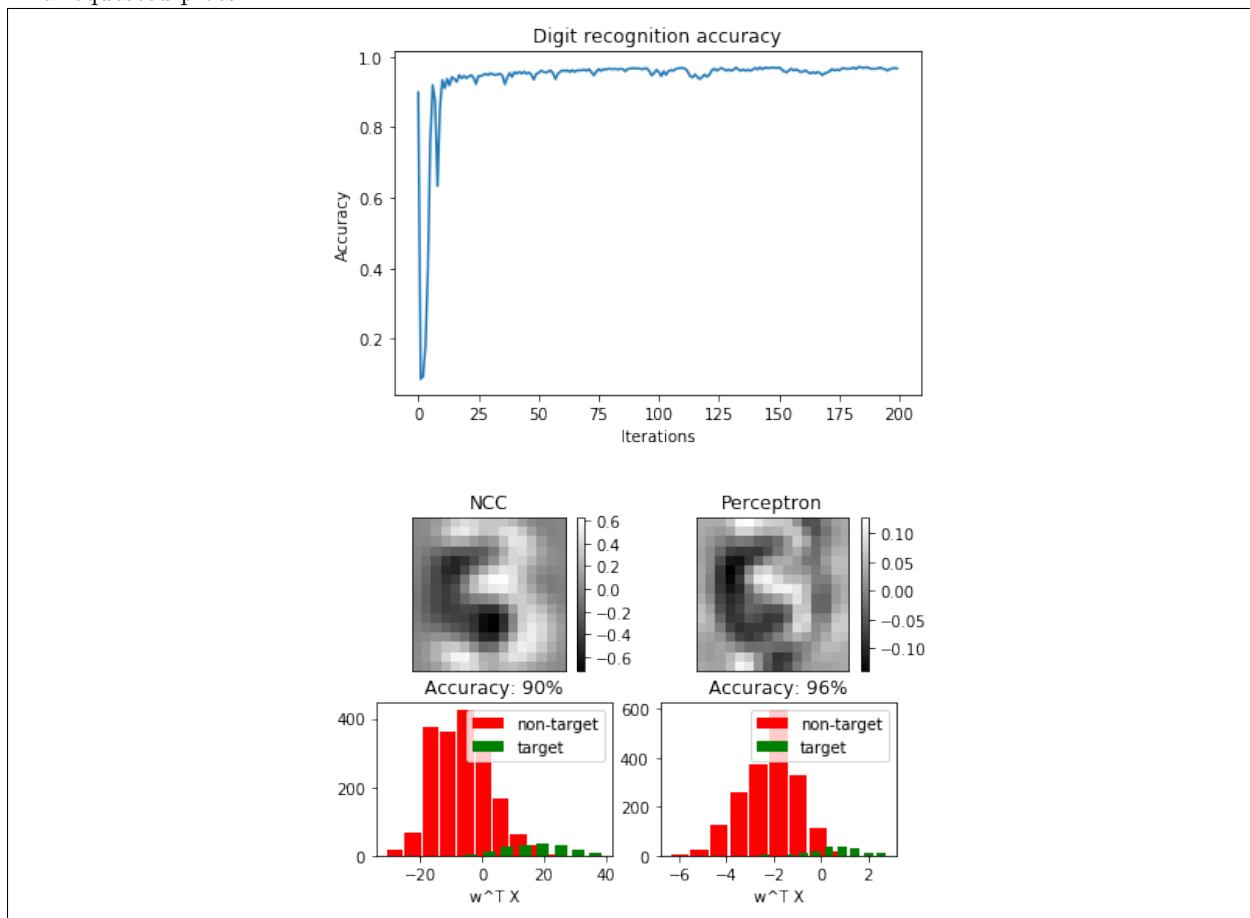 Digit recognition accuracy
1.0
0.8
0.6
0.4
0.2
Accuracy
0 25 50 75 100 125 150 175 200
Iterations
NCC
0.6
0.4
0.2
0.0
−0.2
−0.4
−0.6
Perceptron
0.10
0.05
0.00
−0.05
−0.10
Accuracy: 90%
400
200
0
non-target
target
−20 0 20 40
w^T X
Accuracy: 96%
600
400
200
0
non-target
target
−6 −4 −2 0 2
w^T X